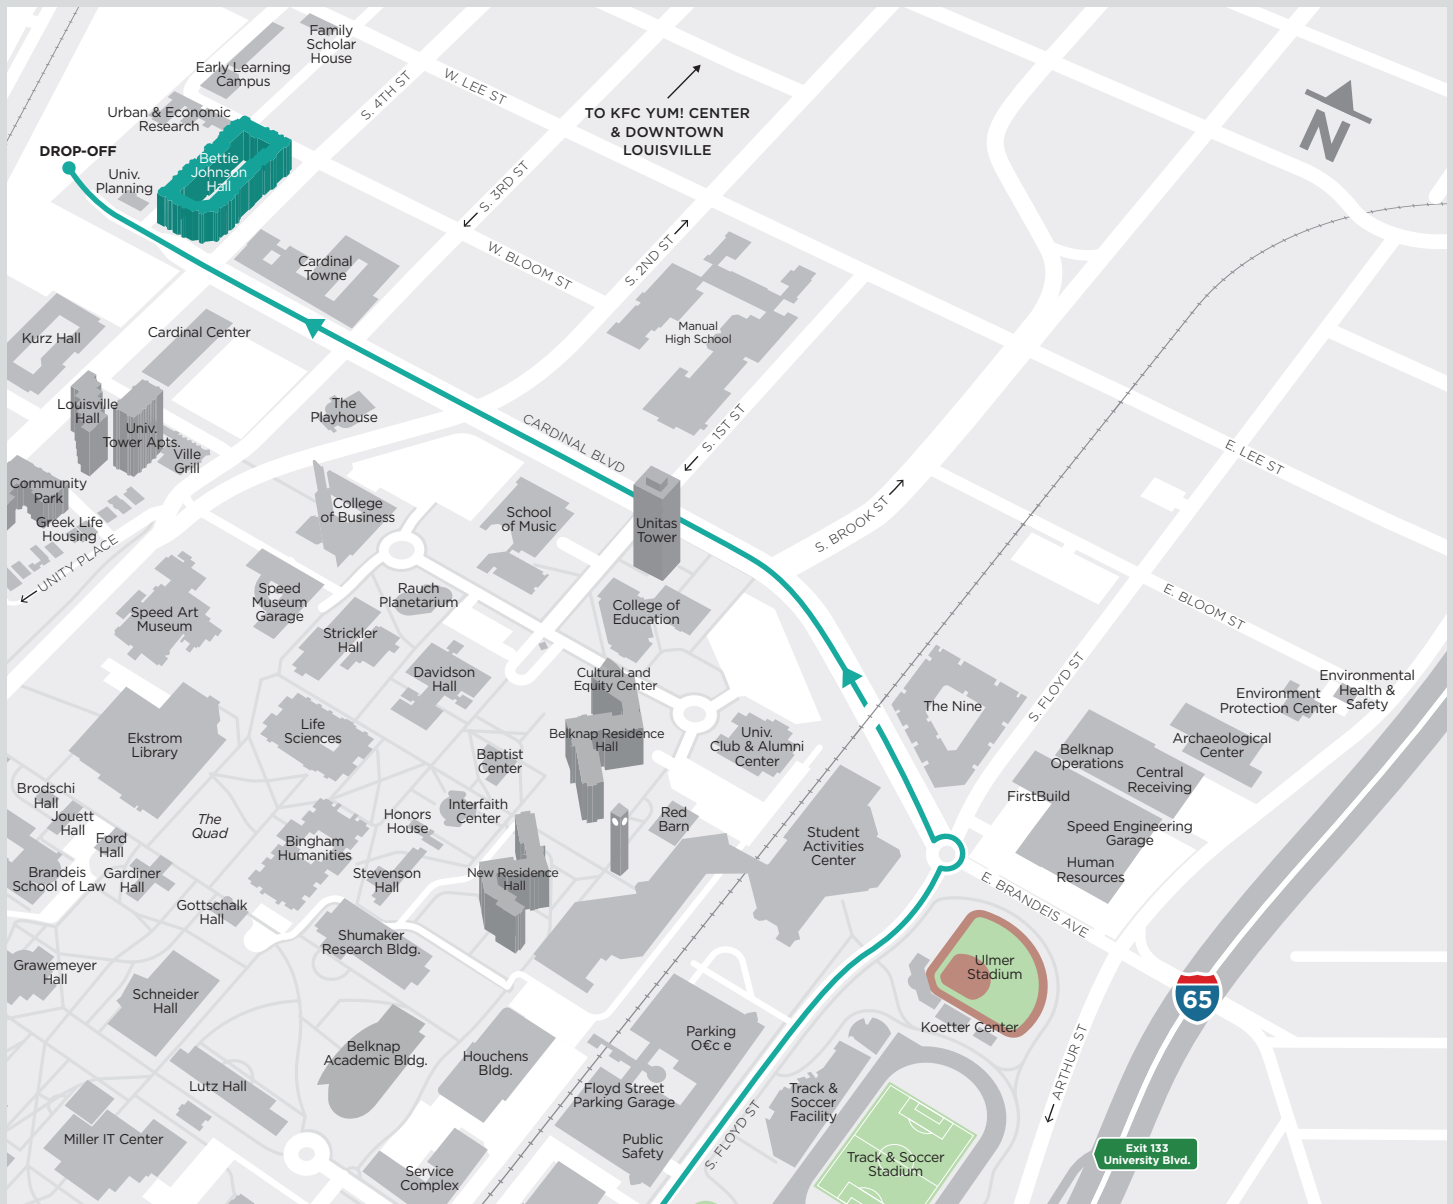 Family
Scholar
House
Early Learning
Campus
S. 4TH ST
W. LEE ST
TO KFC YUM! CENTER
& DOWNTOWN
LOUISVILLE
N
Urban & Economic
Research
DROP-OFF
Bettie
Johnson
Hall
Univ.
Planning
S. 3RD ST
W. BLOOM ST
S. 2ND ST
Cardinal
Towne
Manual
High School
Kurz Hall
Cardinal Center
Louisville
Hall
Univ.
Tower Apts.
The
Playhouse
CARDINAL BLVD
S. 1ST ST
Ville
Grill
E. LEE ST
Community
Park
Greek Life
Housing
UNITY PLACE
College
of Business
School
of Music
Unitas
Tower
S. BROOK ST
Speed Art
Museum
Speed
Museum
Garage
Rauch
Planetarium
College of
Education
E. BLOOM ST
Strickler
Hall
Davidson
Hall
Cultural and
Equity Center
S. FLOYD ST
Environmental
Health &
Safety
Environment
Protection Center
The Nine
Ekstrom
Library
Life
Sciences
Belknap Residence
Hall
Univ.
Club & Alumni
Center
Belknap
Operations
Archaeological
Center
Baptist
Center
Central
Receiving
FirstBuild
Brodschi
Hall
Jouett
Hall
The
Quad
Honors
House
Interfaith
Center
Red
Barn
Student
Activities
Center
Speed Engineering
Garage
Ford
Hall
Bingham
Humanities
Human
Resources
Brandeis
School of Law
Gardiner
Hall
Stevenson
Hall
New Residence
Hall
E. BRANDEIS AVE
Gottschalk
Hall
Shumaker
Research Bldg.
Ulmer
Stadium
Grawemeyer
Hall
Schneider
Hall
65
Koetter Center
Parking
O€c e
Belknap
Academic Bldg.
Houchens
Bldg.
ARTHUR ST
Lutz Hall
Floyd Street
Parking Garage
Track &
Soccer
Facility
S. FLOYD ST
Miller IT Center
Public
Safety
Exit 133
University Blvd.
Track & Soccer
Stadium
Service
Complex